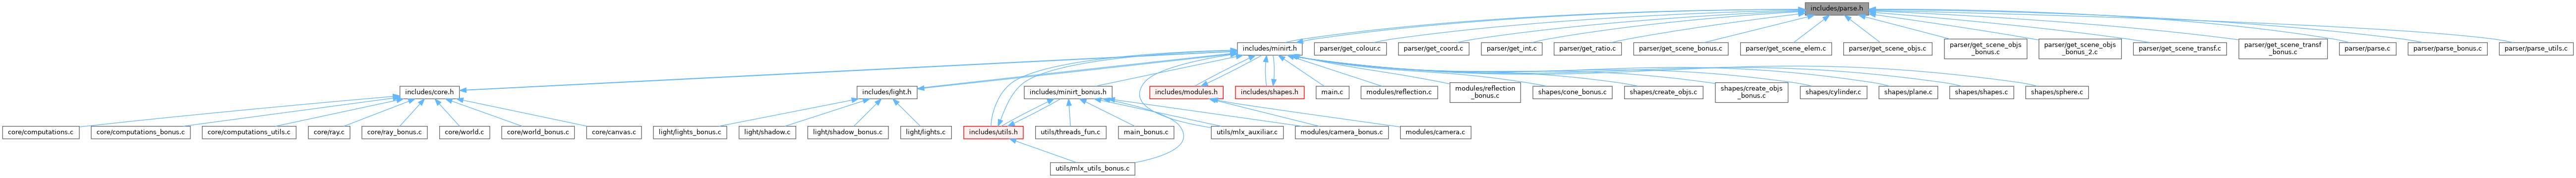 includes/parse.h
includes/minirt.h
parser/get_colour.c
parser/get_coord.c
parser/get_int.c
parser/get_ratio.c
parser/get_scene_bonus.c
parser/get_scene_elem.c
parser/get_scene_objs.c
parser/get_scene_objs
_bonus.c
parser/get_scene_objs
_bonus_2.c
parser/get_scene_transf.c
parser/get_scene_transf
_bonus.c
parser/parse.c
parser/parse_bonus.c
parser/parse_utils.c
includes/core.h
includes/light.h
includes/minirt_bonus.h
includes/modules.h
includes/shapes.h
main.c
modules/reflection.c
modules/reflection
_bonus.c
shapes/cone_bonus.c
shapes/create_objs.c
shapes/create_objs
_bonus.c
shapes/cylinder.c
shapes/plane.c
shapes/shapes.c
shapes/sphere.c
core/computations.c
core/computations_bonus.c
core/computations_utils.c
core/ray.c
core/ray_bonus.c
core/world.c
core/world_bonus.c
core/canvas.c
light/lights_bonus.c
light/shadow.c
light/shadow_bonus.c
light/lights.c
includes/utils.h
utils/threads_fun.c
main_bonus.c
utils/mlx_auxiliar.c
modules/camera_bonus.c
modules/camera.c
utils/mlx_utils_bonus.c